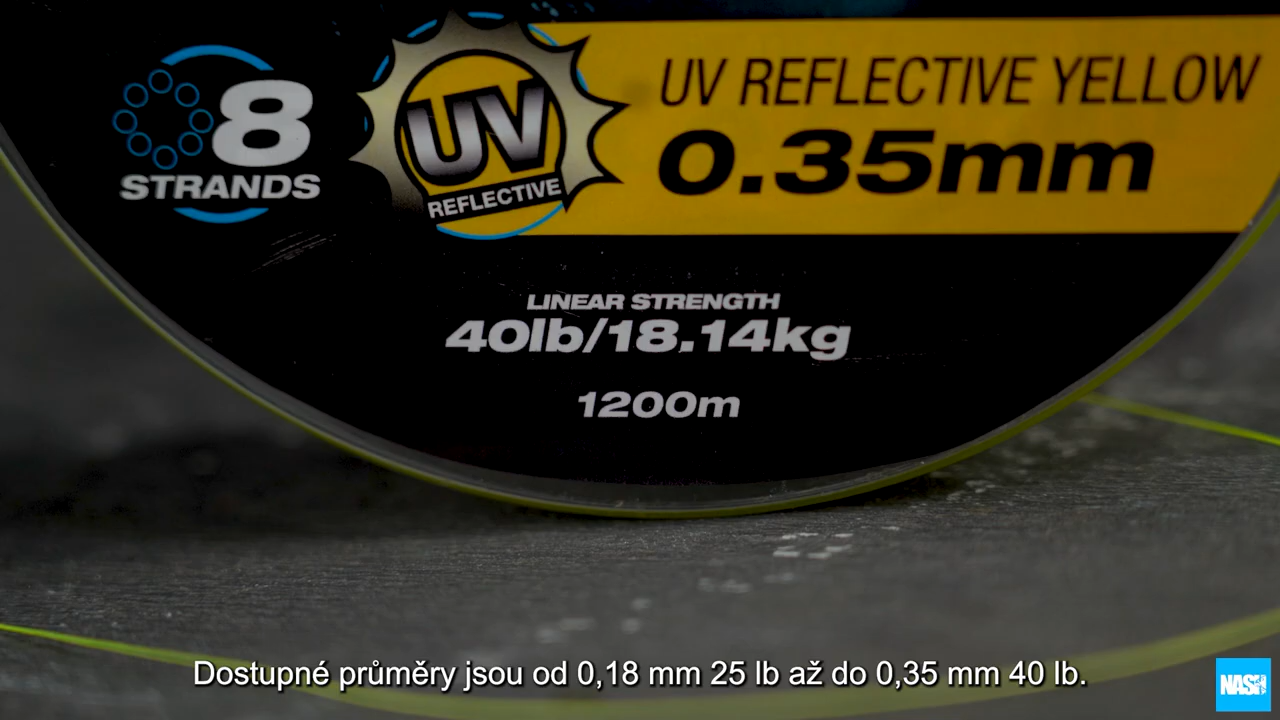 8
STRANDS
UV
REFLECTIVE
UV REFLECTIVE YELLOW
0.35mm
LINEAR STRENGTH
40lb/18.14kg
1200m
Dostupné průměry jsou od 0,18 mm 25 lb až do 0,35 mm 40 lb.
NASH